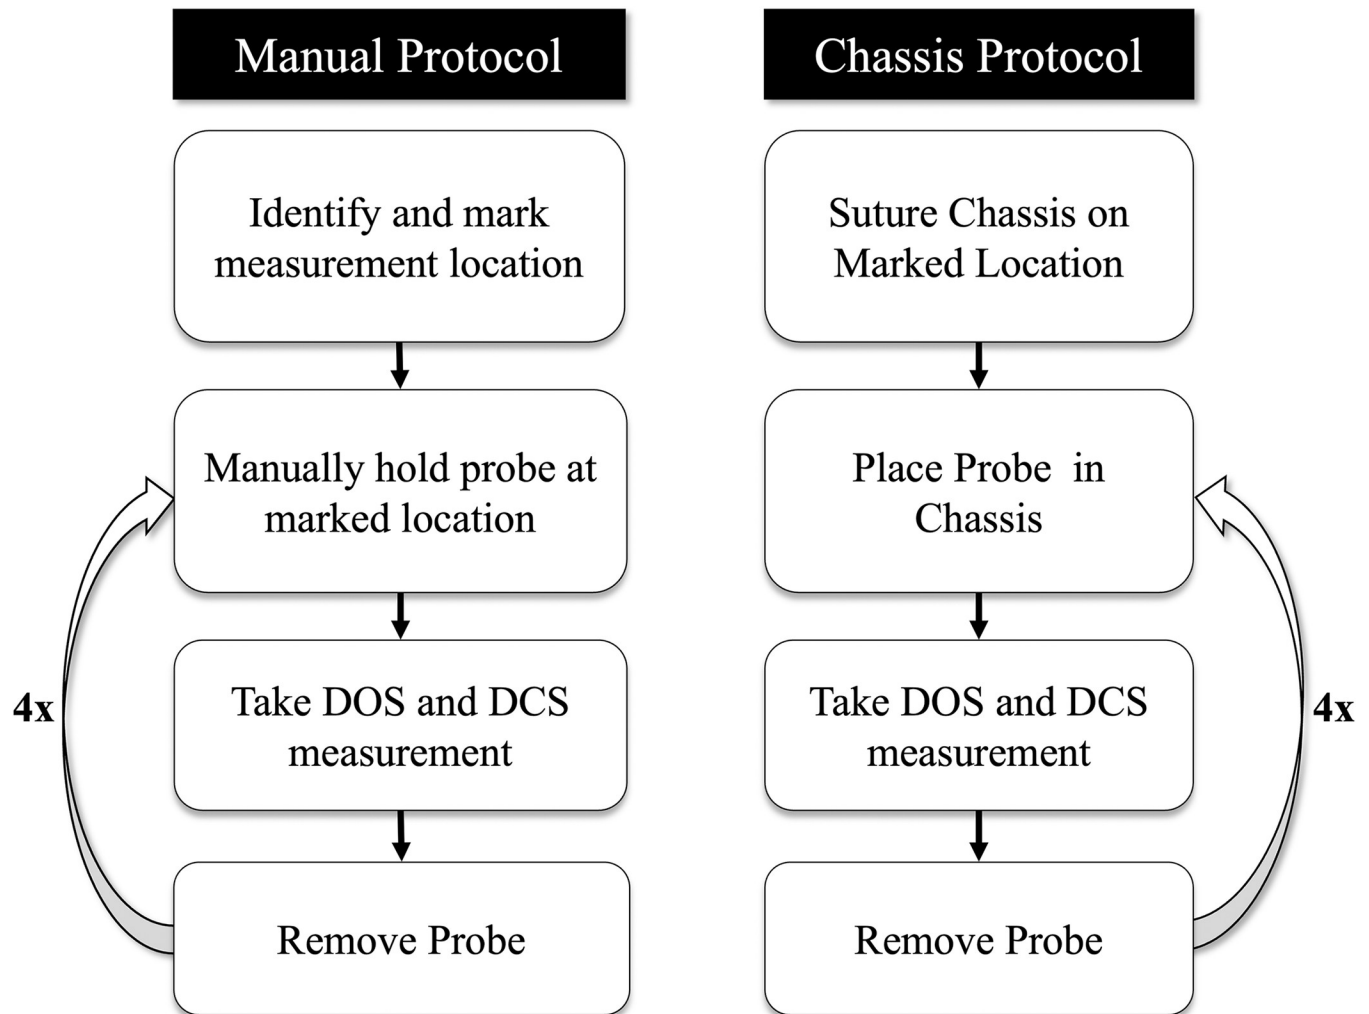 Manual Protocol
Identify and mark
measurement location
Manually hold probe at
marked location
Take DOS and DCS
measurement
Remove Probe
4x
Chassis Protocol
Suture Chassis on
Marked Location
Place Probe in
Chassis
Take DOS and DCS
measurement
Remove Probe
4x